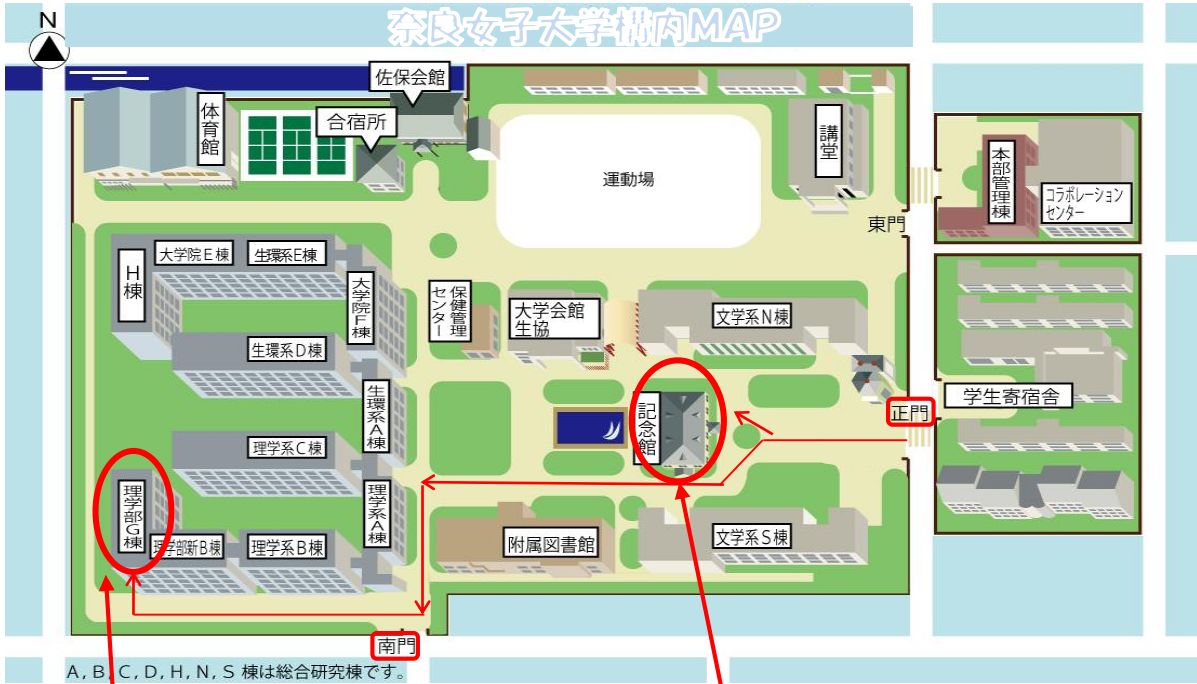 奈良女子大学構内MAP
N
佐保会館
体育館
合宿所
講堂
運動場
本部管理棟
コラボレーション
センター
東門
大学院E棟
生環系E棟
H棟
大学院F棟
保健管理
センター
大学会館
生協
文学系N棟
生環系D棟
生環系A棟
記念館
学生寄宿舎
正門
理学系C棟
理学部G棟
理学系A棟
理学部新B棟
理学系B棟
附属図書館
文学系S棟
南門
A, B, C, D, H, N, S 棟は総合研究棟です。